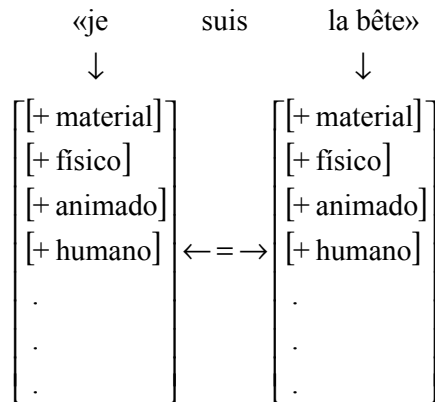 «je suis la bête»
↓ ↓
[+ material] [+ material]
[+ físico] [+ físico]
[+ animado] [+ animado]
[+ humano] ← = → [+ humano]
. .
. .
. .